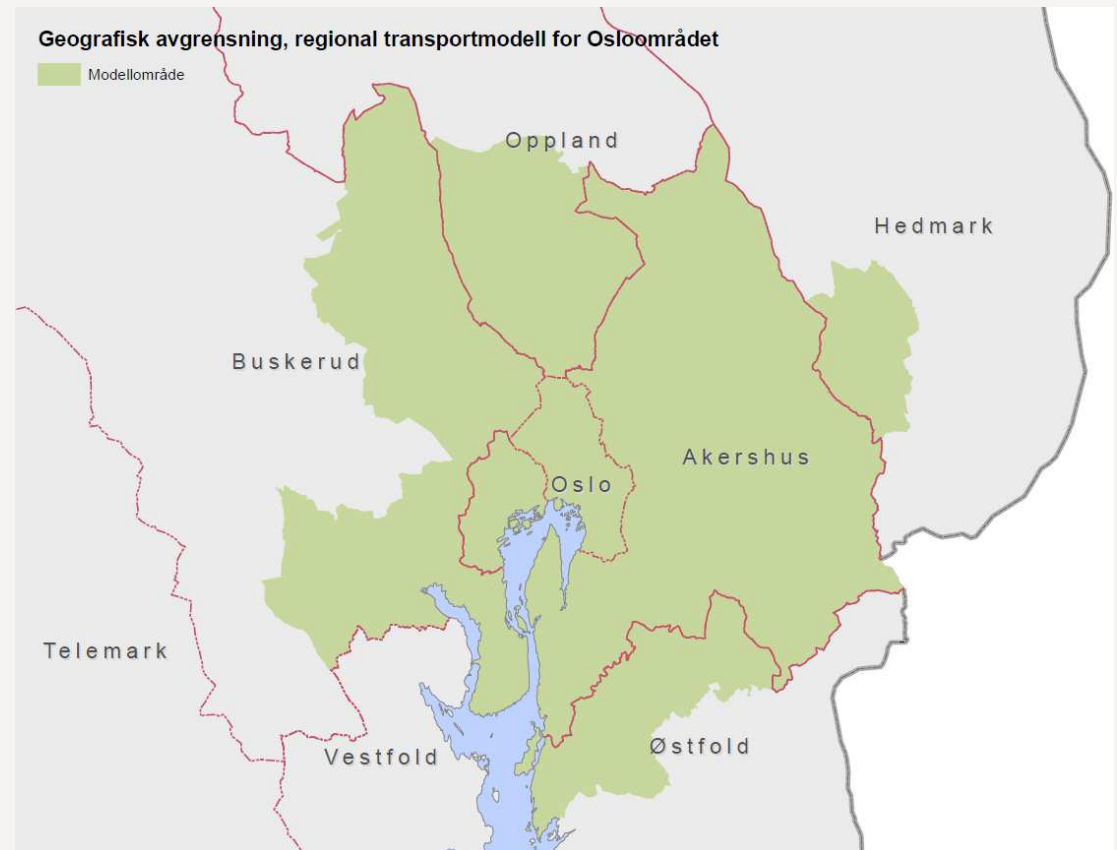 Geografisk avgrensning, regional transportmodell for Osloområdet
Modellområde
Oppland
Hedmark
Buskerud
Akershus
Oslo
Telemark
Vestfold
Østfold